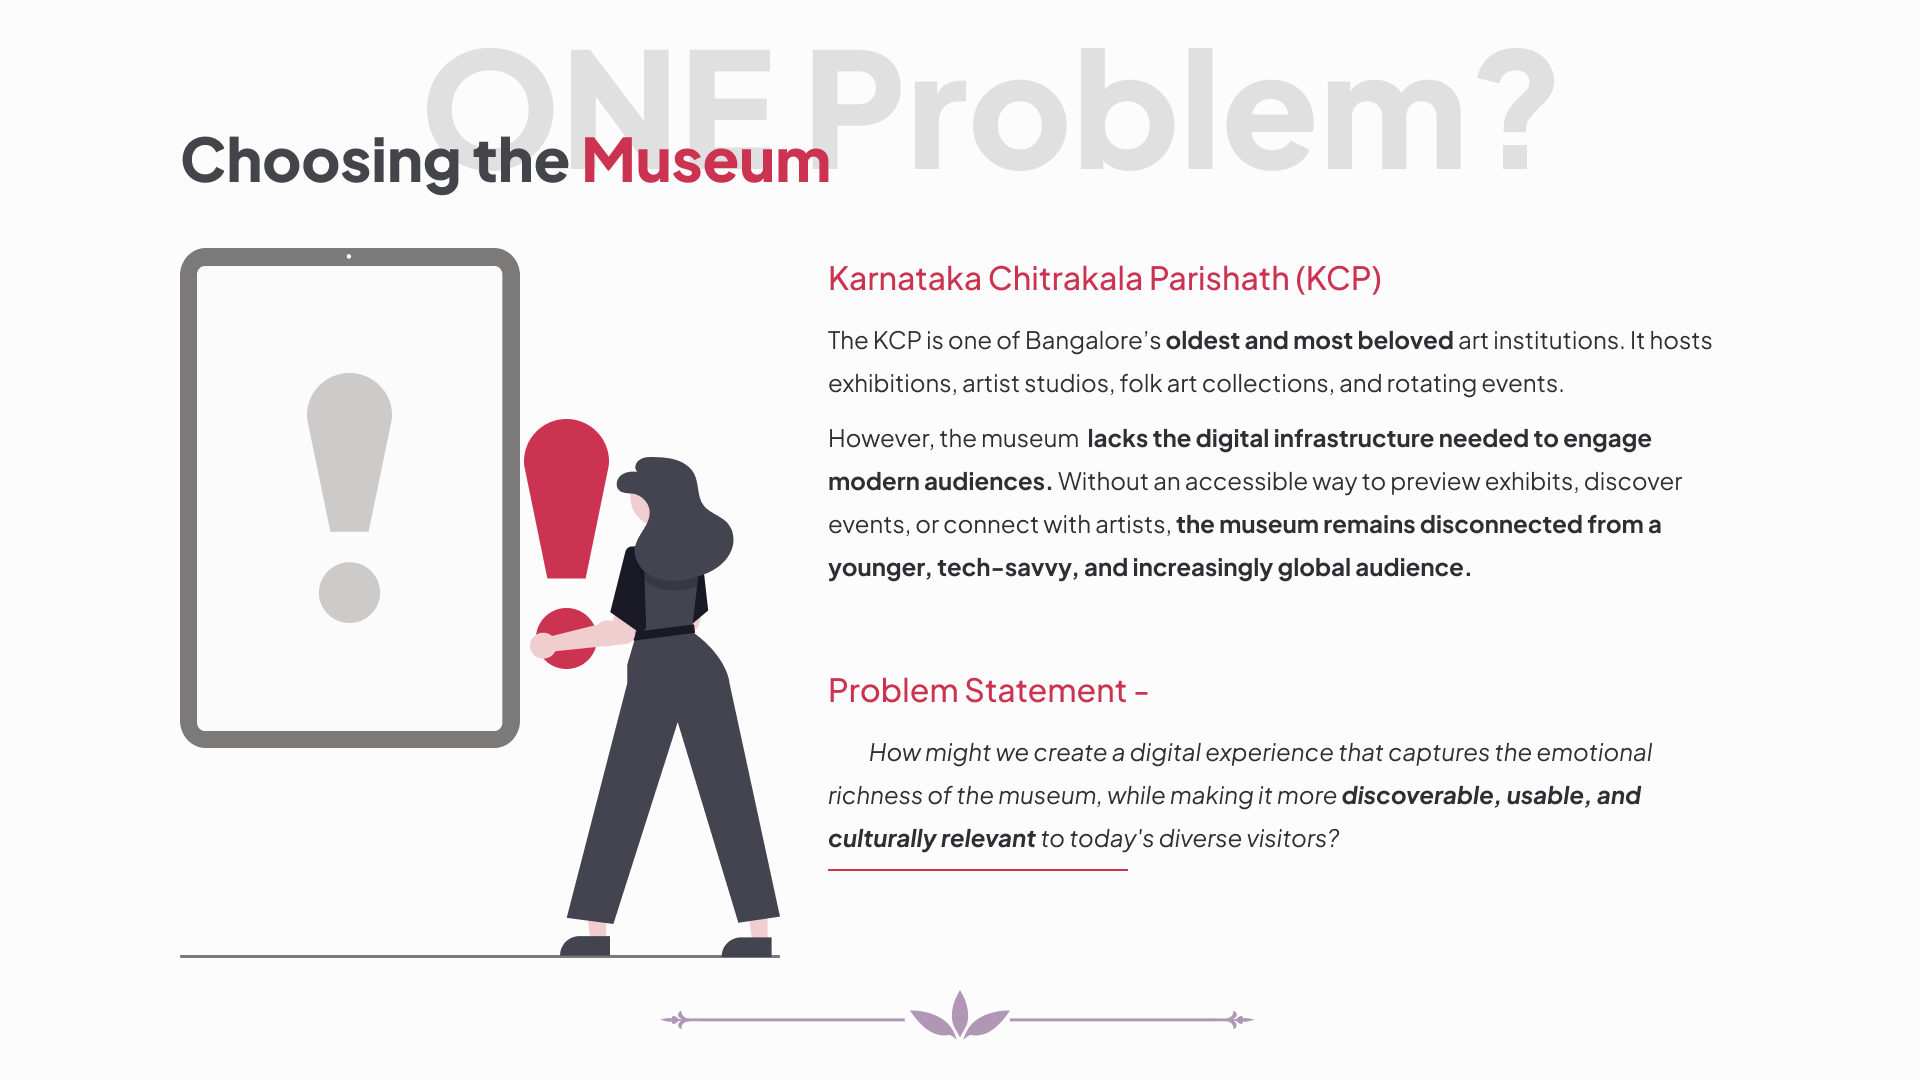 ONE Problem?
Choosing the Museum
Karnataka Chitrakala Parishath (KCP)
The KCP is one of Bangalore’s oldest and most beloved art institutions. It hosts
exhibitions, artist studios, folk art collections, and rotating events.
However, the museum lacks the digital infrastructure needed to engage
modern audiences. Without an accessible way to preview exhibits, discover
events, or connect with artists, the museum remains disconnected from a
younger, tech-savvy, and increasingly global audience.
Problem Statement -
How might we create a digital experience that captures the emotional
richness of the museum, while making it more discoverable, usable, and
culturally relevant to today's diverse visitors?